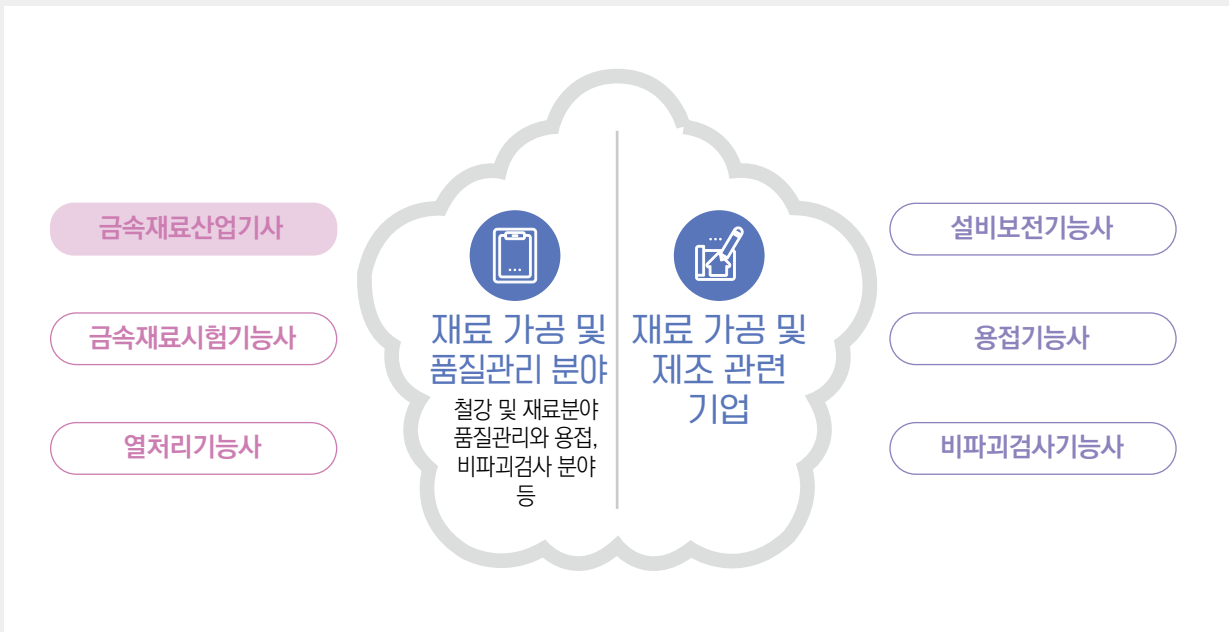 금속재료산업기사
금속재료시험기능사
열처리기능사
재료 가공 및
품질관리 분야
철강 및 재료분야
품질관리와 용접,
비파괴검사 분야
등
재료 가공 및
제조 관련
기업
설비보전기능사
용접기능사
비파괴검사기능사